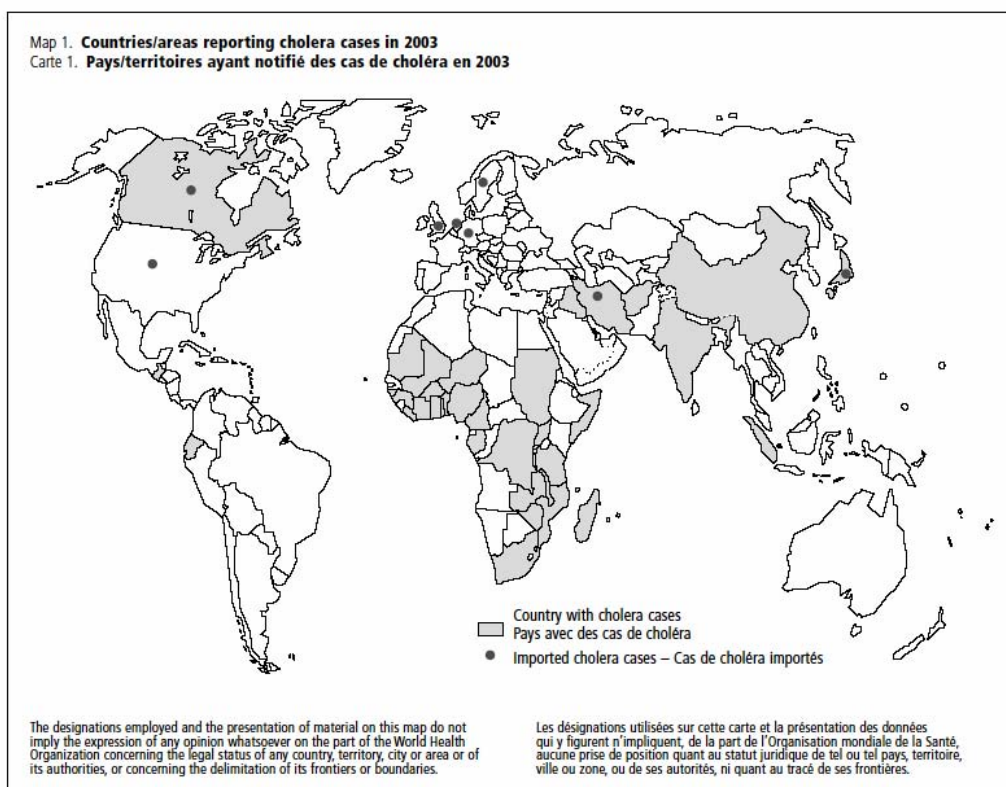 Map 1. Countries/areas reporting cholera cases in 2003
Carte 1. Pays/territoires ayant notifié des cas de choléra en 2003
Country with cholera cases
Pays avec des cas de choléra
Imported cholera cases – Cas de choléra importés
The designations employed and the presentation of material on this map do not
imply the expression of any opinion whatsoever on the part of the World Health
Organization concerning the legal status of any country, territory, city or area or of
its authorities, or concerning the delimitation of its frontiers or boundaries.
Les désignations utilisées sur cette carte et la présentation des données
qui y figurent n'impliquent, de la part de l'Organisation mondiale de la Santé,
aucune prise de position quant au statut juridique de tel ou tel pays, territoire,
ville ou zone, ou de ses autorités, ni quant au tracé de ses frontières.